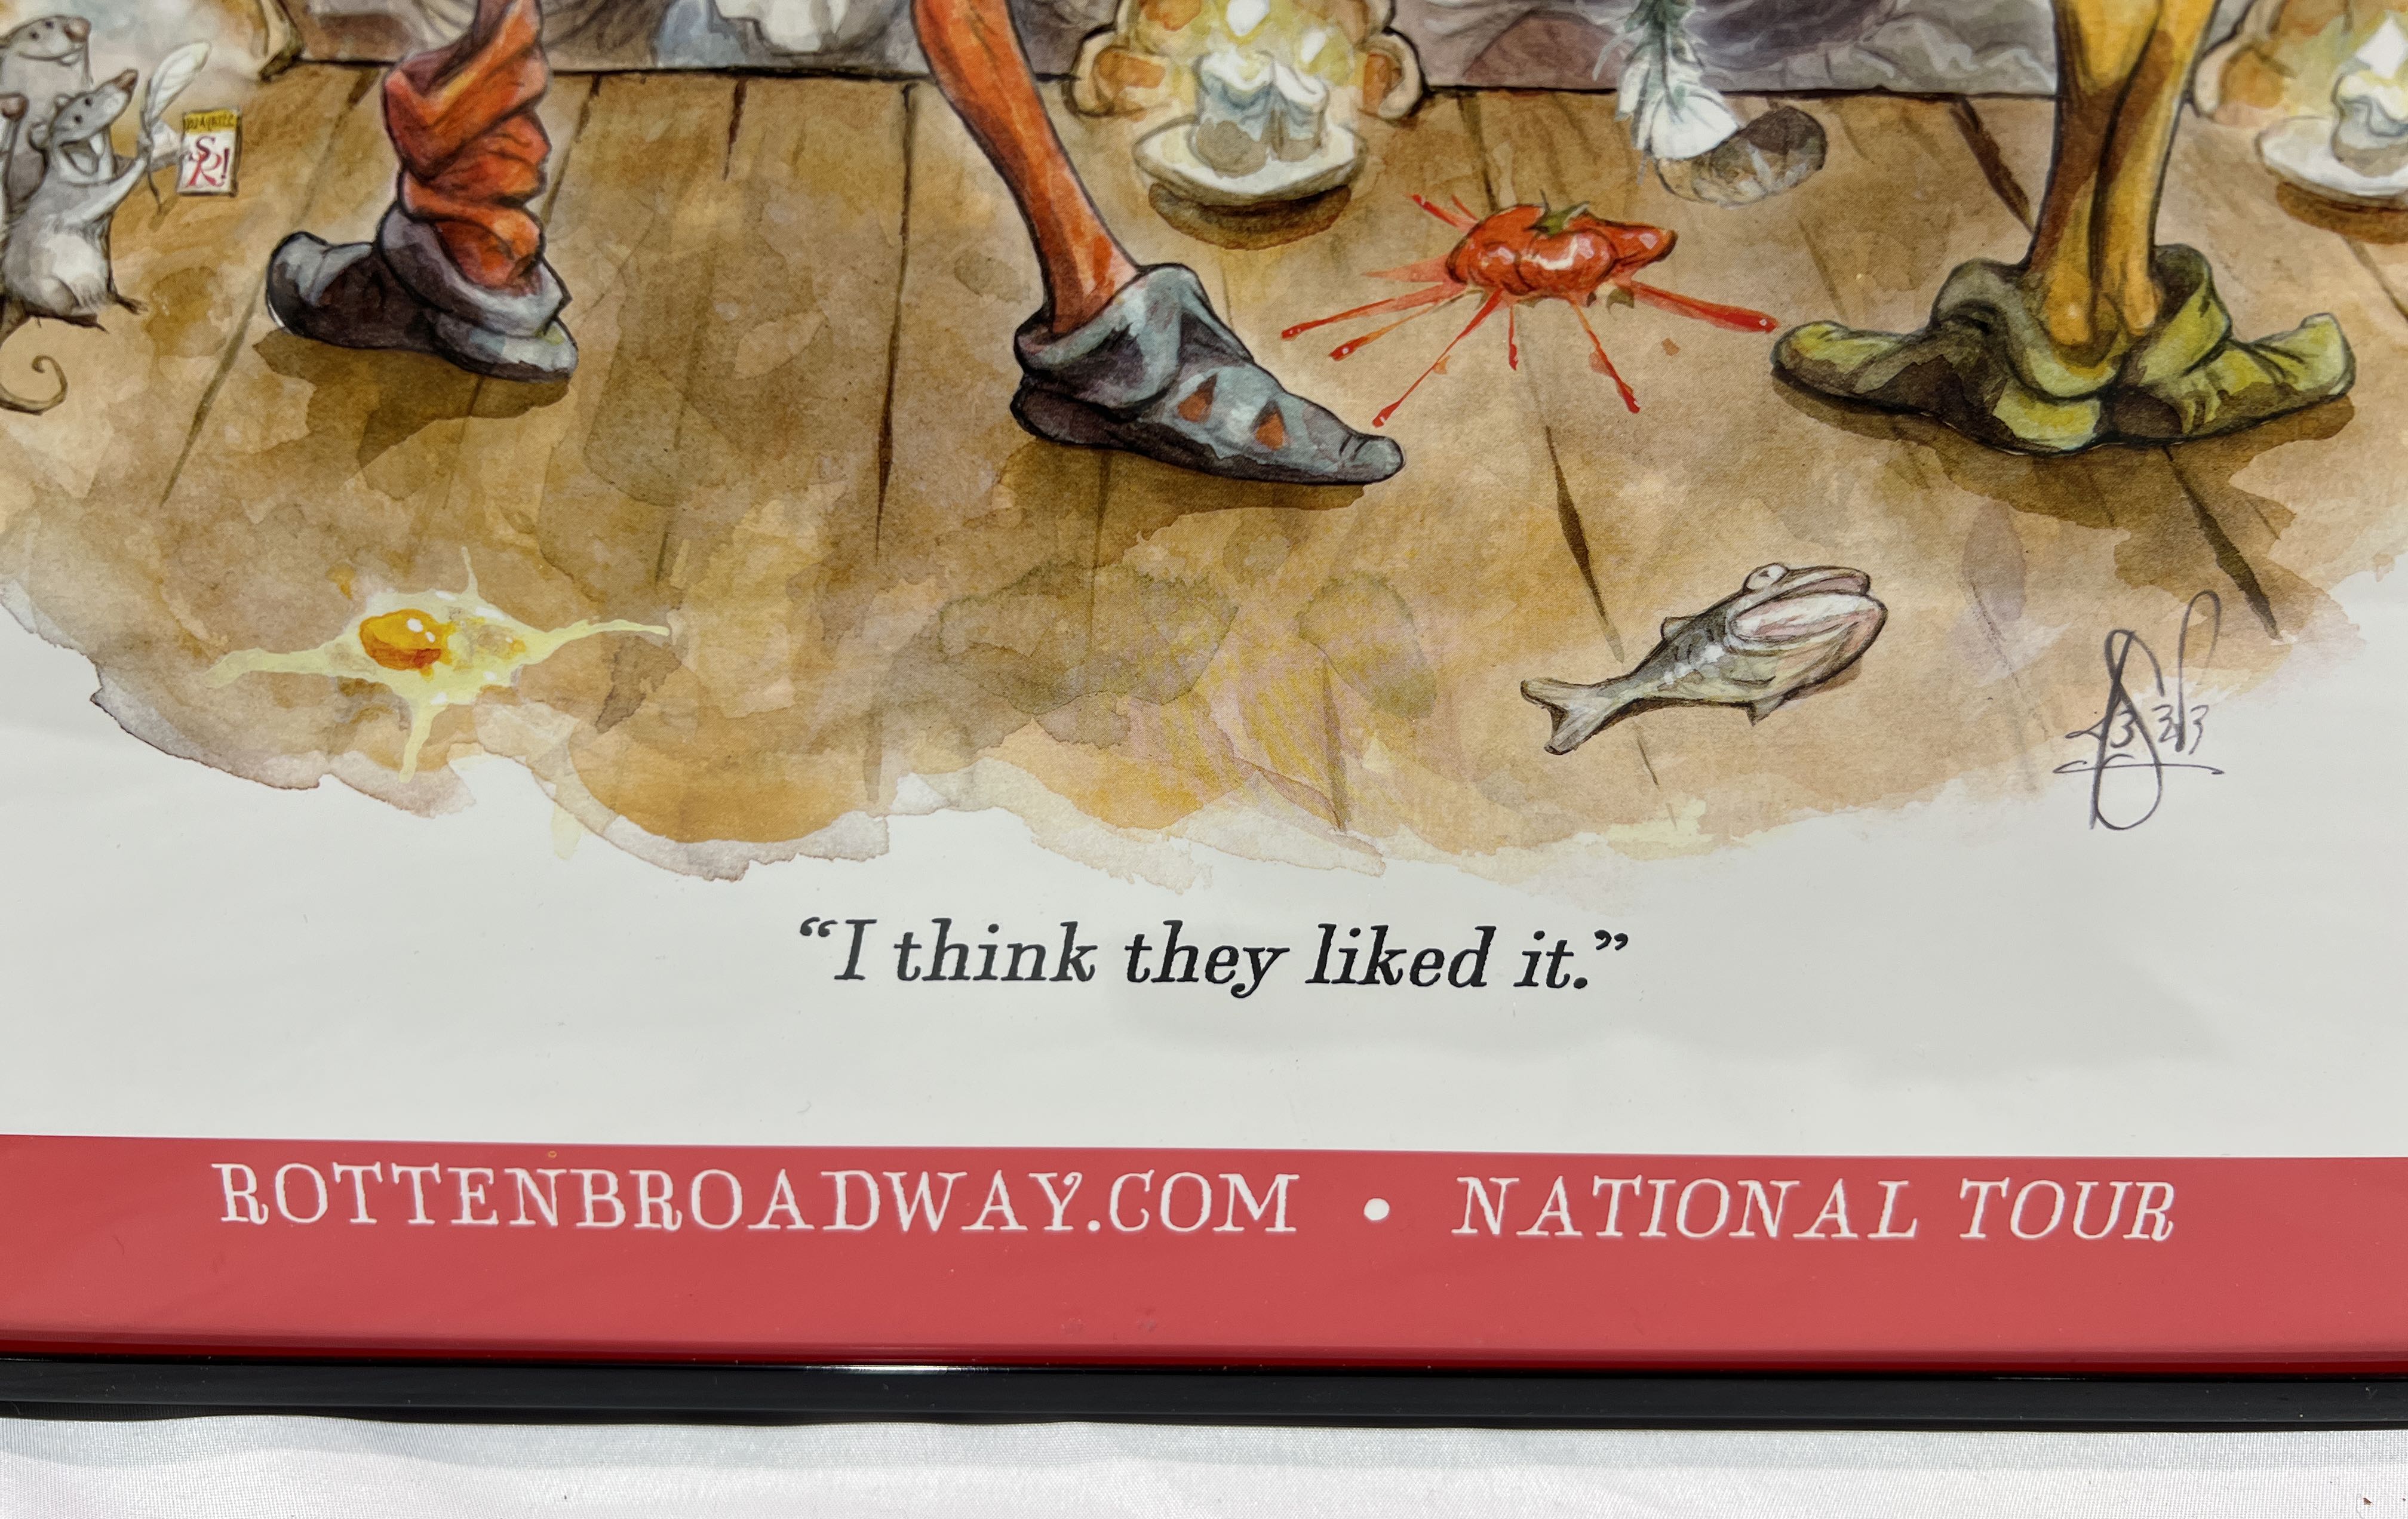 SR!
“I think they liked it.”
ROTTENBROADWAY.COM • NATIONAL TOUR